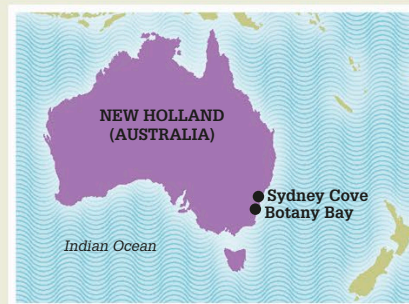 NEW HOLLAND
(AUSTRALIA)
Sydney Cove
Botany Bay
Indian Ocean